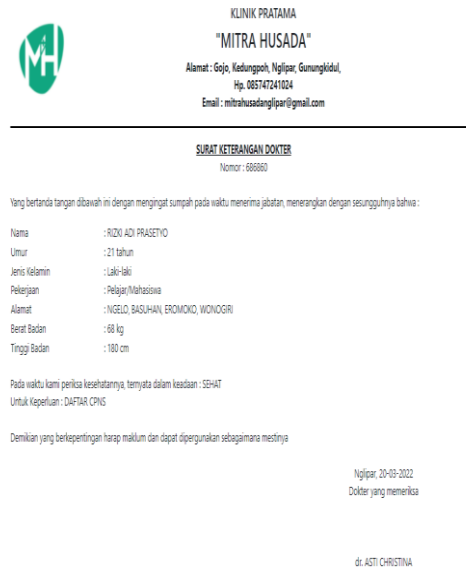 MH
KLINIK PRATAMA
"MITRA HUSADA"
Alamat : Gojo, Kedungpoh, Nglipar, Gunungkidul,
Hp. 085747241024
Email : mitrahusadanglipar@gmail.com
SURAT KETERANGAN DOKTER
Nomor : 686860
Yang bertanda tangan dibawah ini dengan mengingat sumpah pada waktu menerima jabatan, menerangkan dengan sesungguhnya bahwa :
Nama : RIZKI ADI PRASETYO
Umur : 21 tahun
Jenis Kelamin : Laki-laki
Pekerjaan : Pelajar/Mahasiswa
Alamat : NGELO, BASUHAN, EROMOKO, WONOGIRI
Berat Badan : 68 kg
Tinggi Badan : 180 cm
Pada waktu kami periksa kesehatannya, ternyata dalam keadaan : SEHAT
Untuk Keperluan : DAFTAR CPNS
Demikian yang berkepentingan harap maklum dan dapat dipergunakan sebagaimana mestinya
Nglipar, 20-03-2022
Dokter yang memeriksa
dr. ASTI CHRISTINA